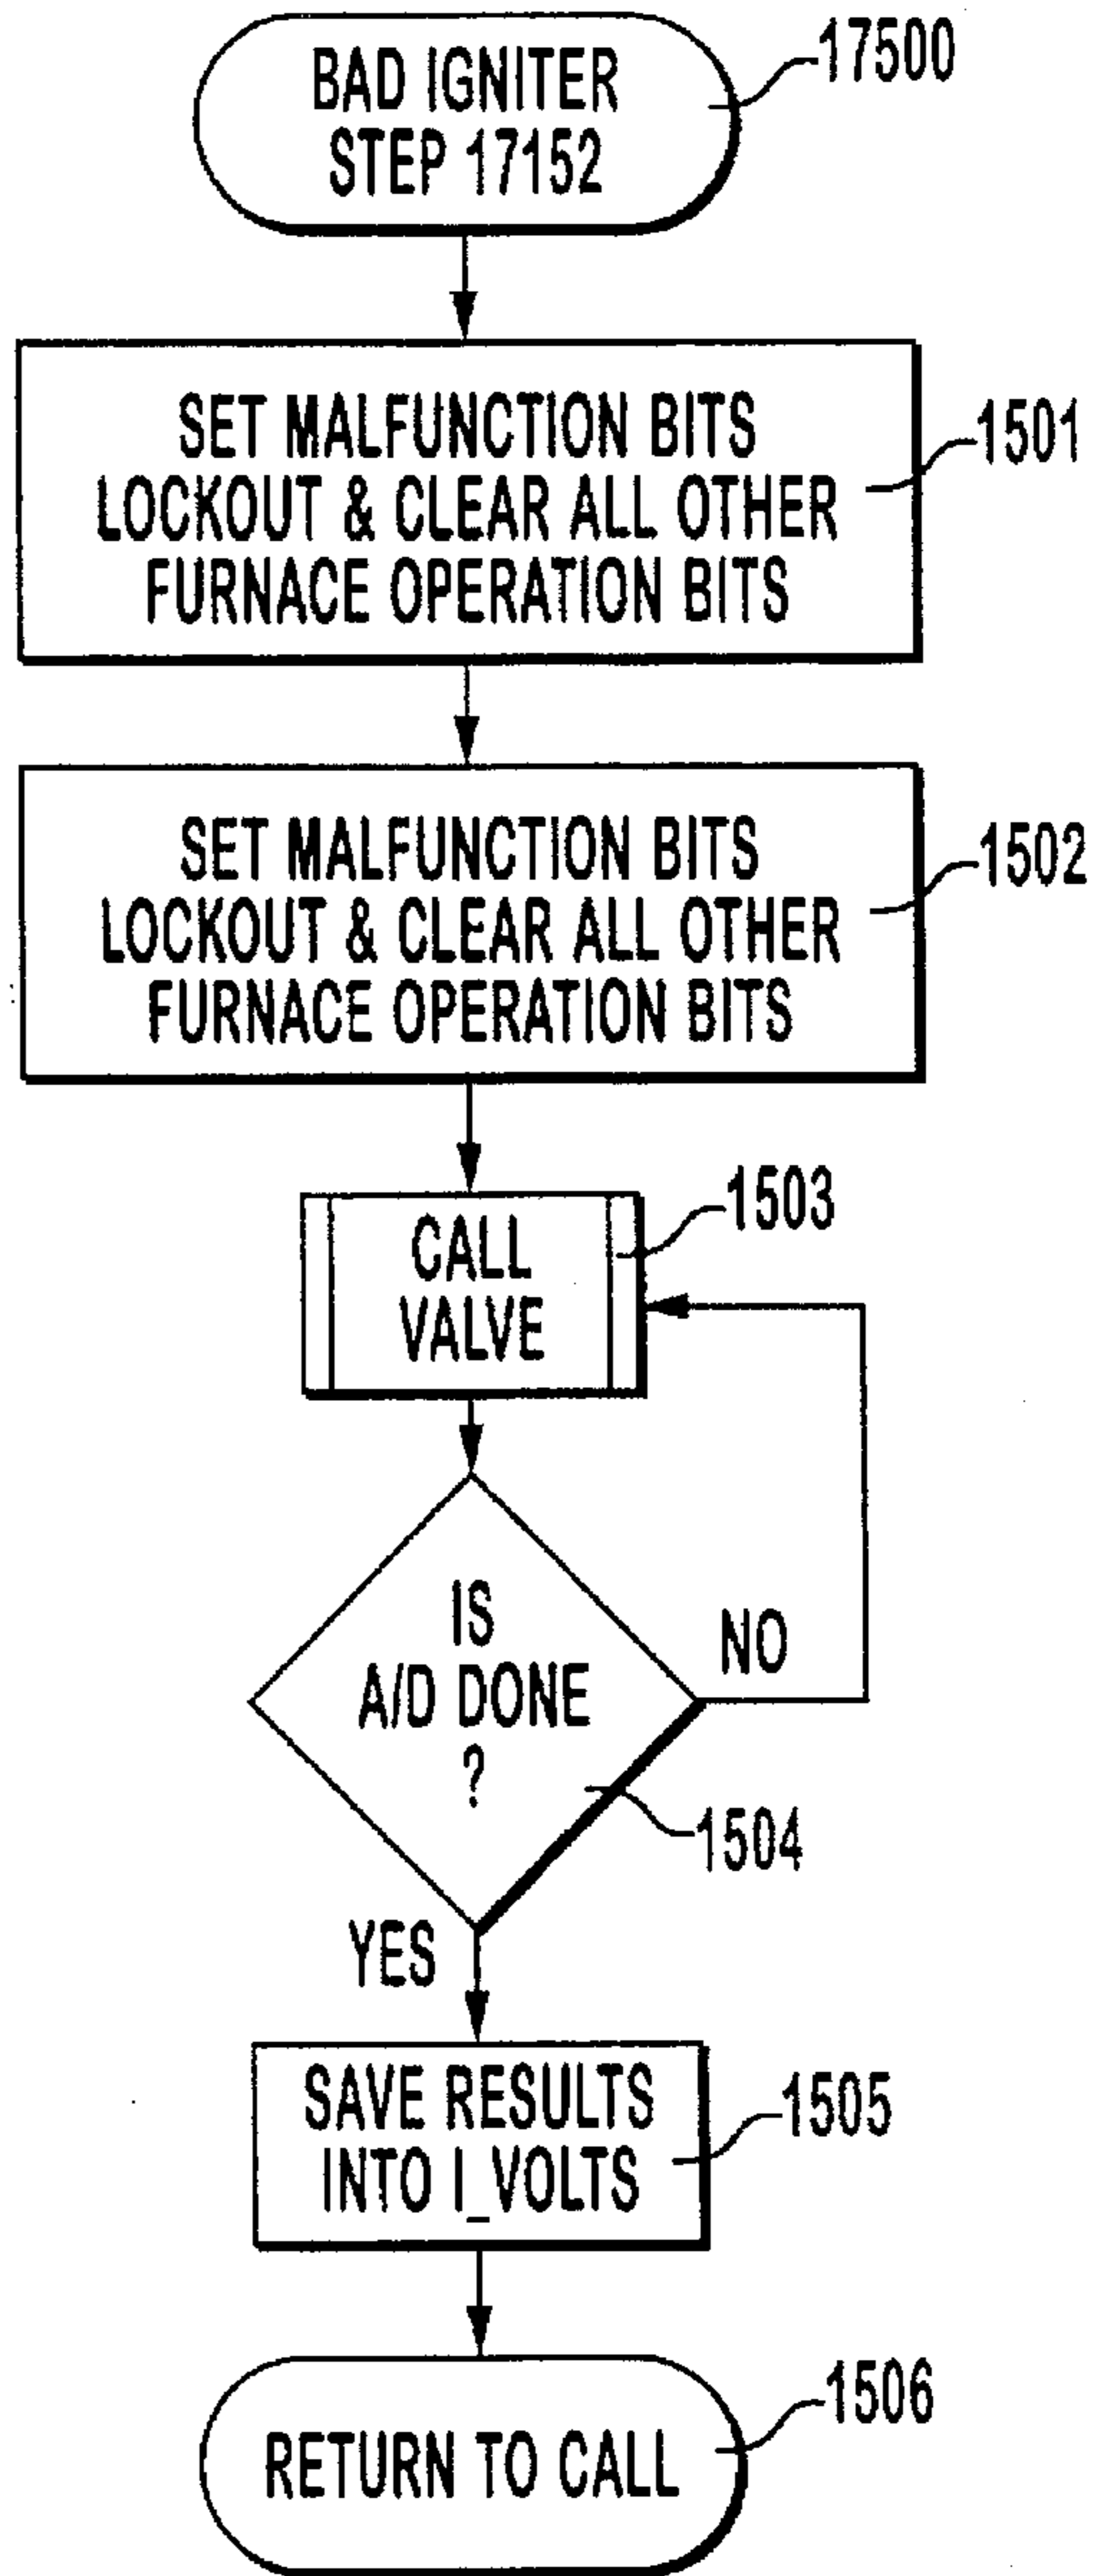 BAD IGNITER
STEP 17152
17500
SET MALFUNCTION BITS
LOCKOUT & CLEAR ALL OTHER
FURNACE OPERATION BITS
1501
SET MALFUNCTION BITS
LOCKOUT & CLEAR ALL OTHER
FURNACE OPERATION BITS
1502
CALL
VALVE
1503
IS
A/D DONE
?
NO
1504
YES
SAVE RESULTS
INTO I_VOLTS
1505
RETURN TO CALL
1506